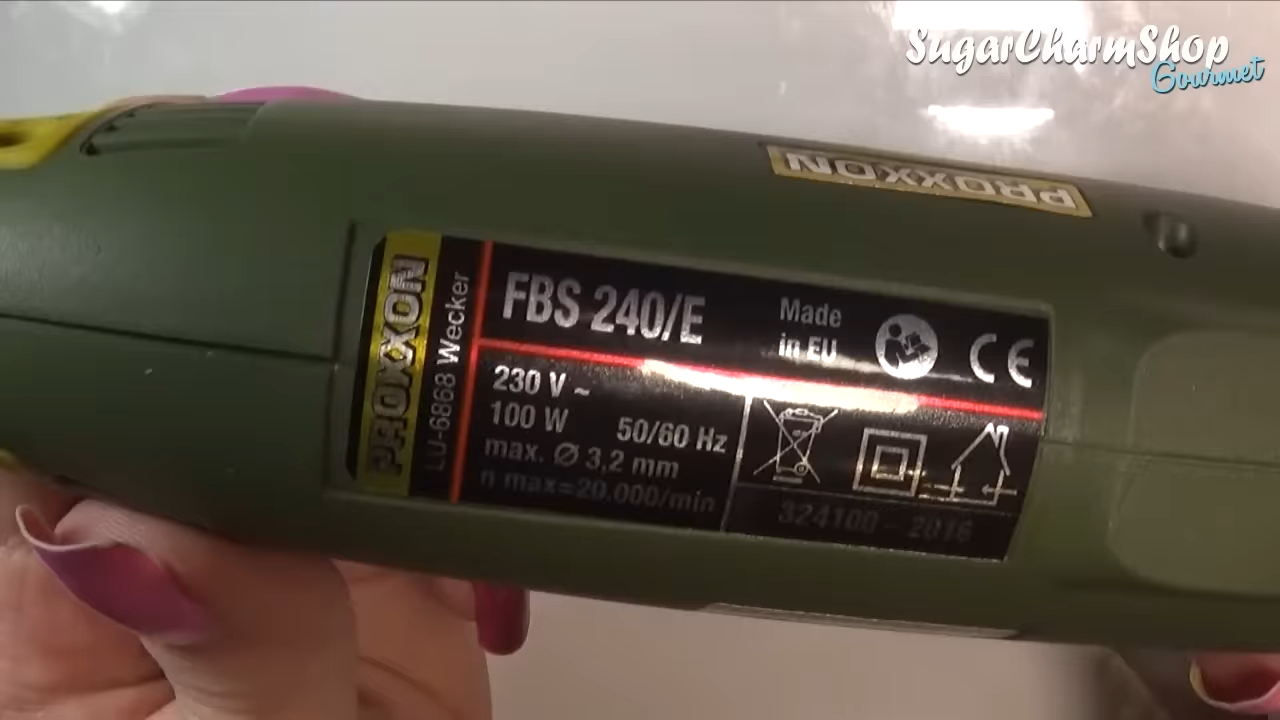 SugarCharmShop
Gourmet
PROXXON
PROXXON
LU-6868 Wecker
FBS 240/E
Made
in EU
CE
230 V ~
100 W 50/60 Hz
max. Ø 3,2 mm
n max=20.000/min
324100 - 2016